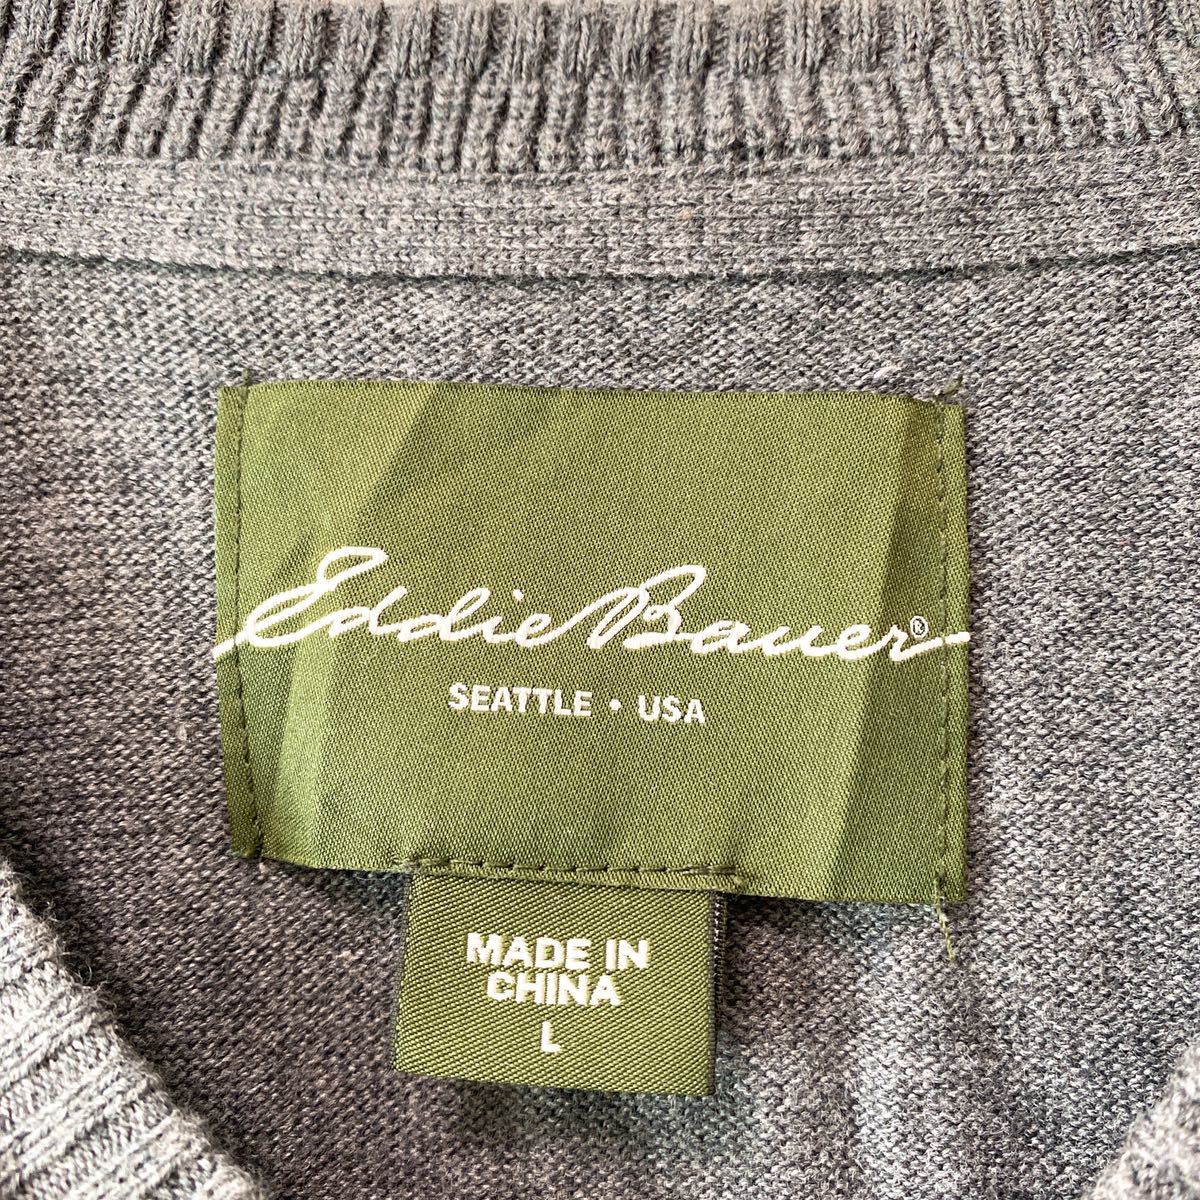 Eddie Bauer®
SEATTLE • USA
MADE IN
CHINA
L